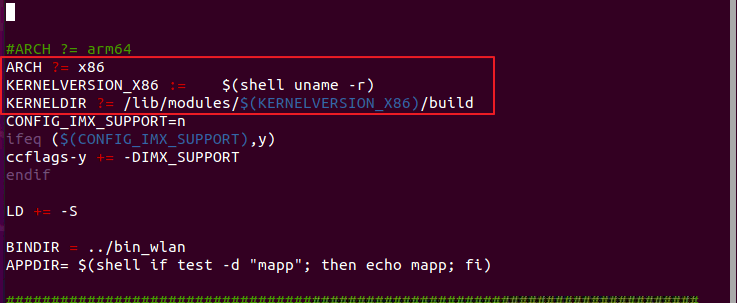 #ARCH ?= arm64
ARCH ?= x86
KERNELVERSION_X86 :=    $(shell uname -r)
KERNELDIR ?= /lib/modules/$(KERNELVERSION_X86)/build
CONFIG_IMX_SUPPORT=n
ifeq ($(CONFIG_IMX_SUPPORT),y)
ccflags-y += -DIMX_SUPPORT
endif
LD += -S
BINDIR = ../bin_wlan
APPDIR= $(shell if test -d "mapp"; then echo mapp; fi)
#############################################################################